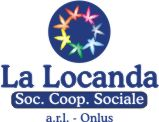 La Locanda
Soc. Coop. Sociale
a.r.l. - Onlus